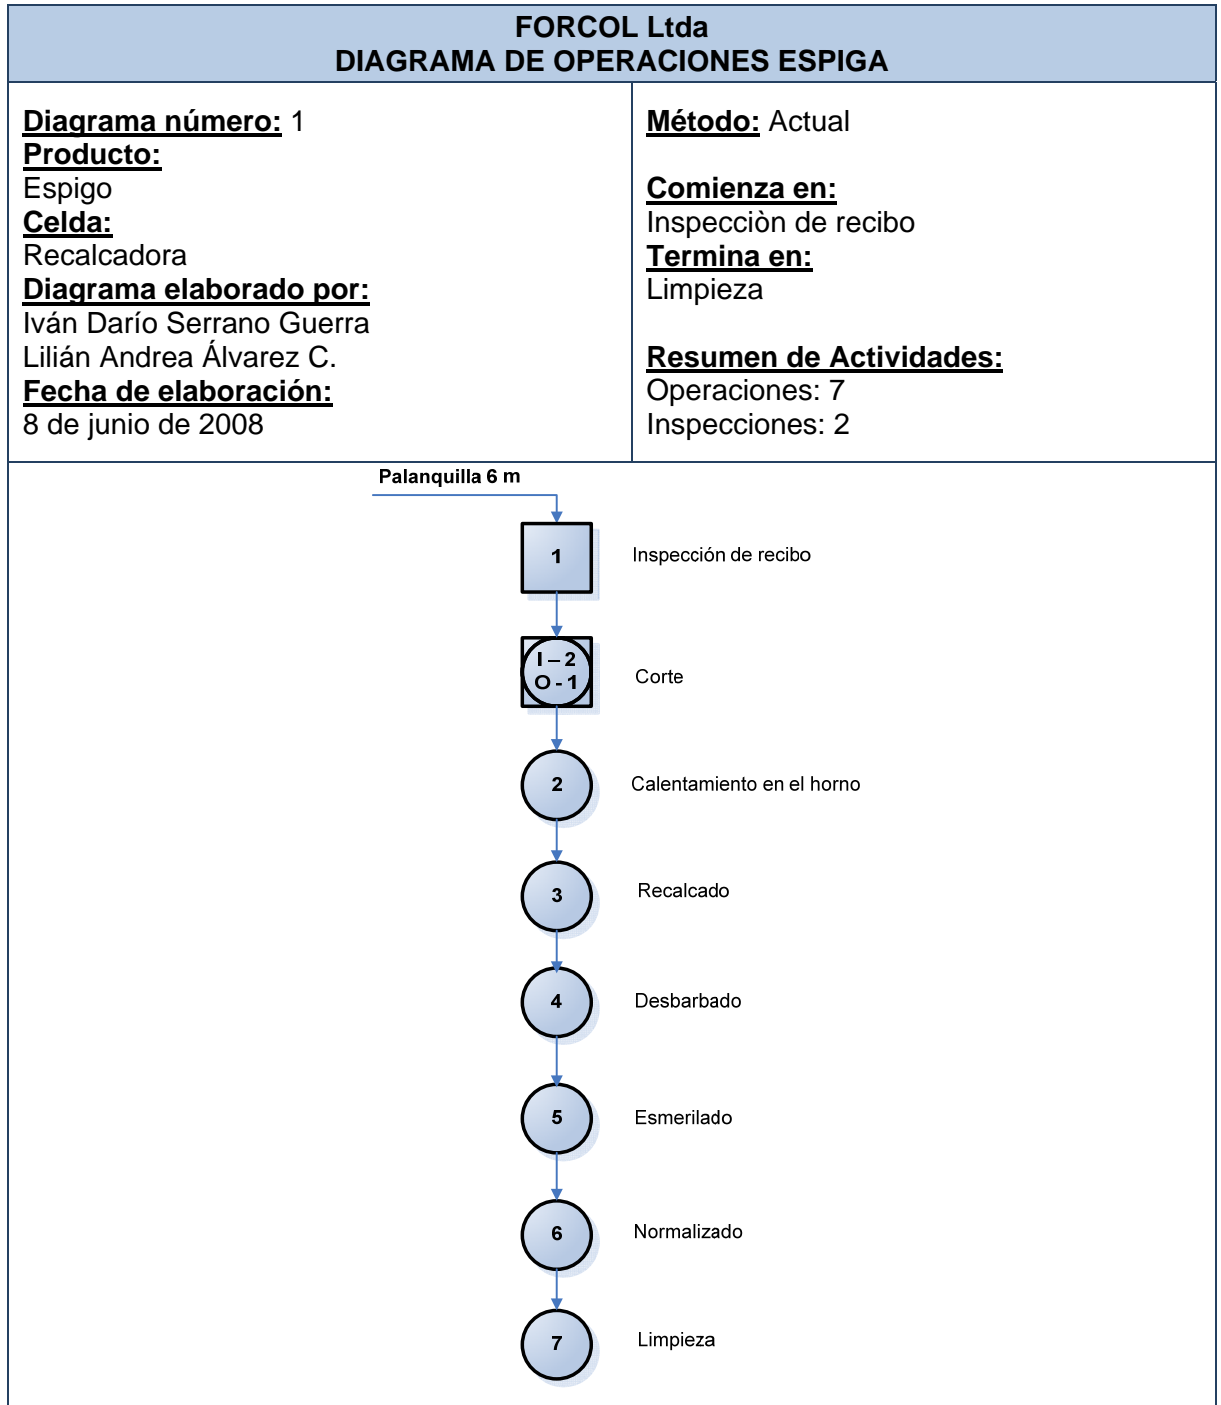 FORCOL Ltda
DIAGRAMA DE OPERACIONES ESPIGA
Diagrama número: 1
Producto:
Espigo
Celda:
Recalcadora
Diagrama elaborado por:
Iván Darío Serrano Guerra
Lilián Andrea Álvarez C.
Fecha de elaboración:
8 de junio de 2008
Método: Actual
Comienza en:
Inspecciòn de recibo
Termina en:
Limpieza
Resumen de Actividades:
Operaciones: 7
Inspecciones: 2
Palanquilla 6 m
1
Inspección de recibo
I – 2
O - 1
Corte
2
Calentamiento en el horno
3
Recalcado
4
Desbarbado
5
Esmerilado
6
Normalizado
7
Limpieza